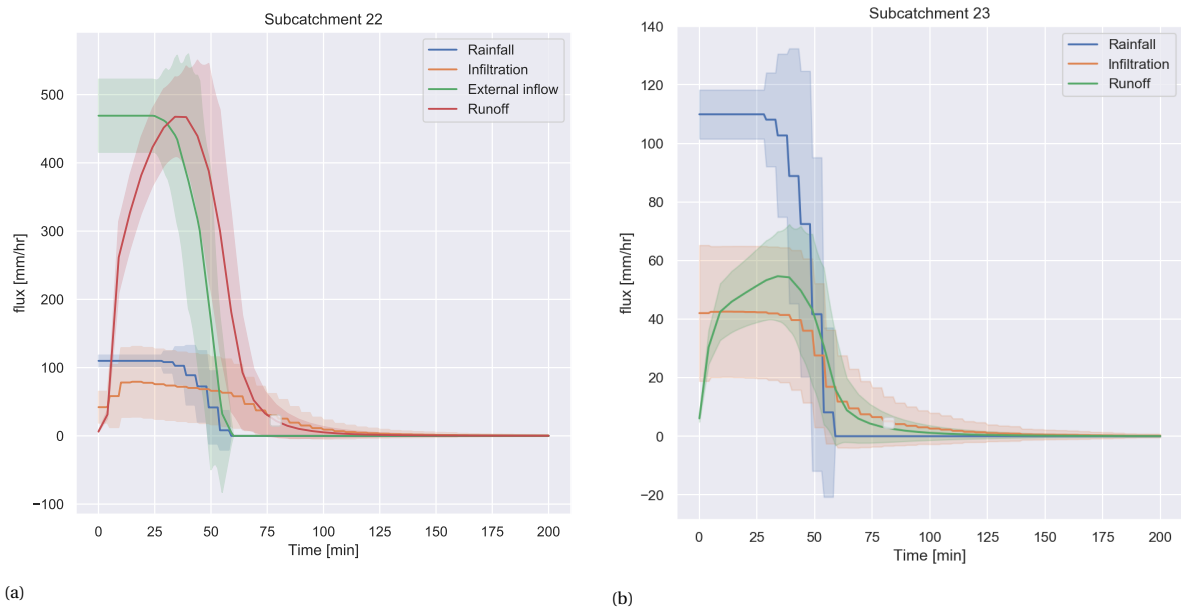 Subcatchment 22
Rainfall
Infiltration
External inflow
Runoff
flux [mm/hr]
500
400
300
200
100
0
−100
0 25 50 75 100 125 150 175 200
Time [min]
(a)
Subcatchment 23
Rainfall
Infiltration
Runoff
flux [mm/hr]
140
120
100
80
60
40
20
0
−20
0 25 50 75 100 125 150 175 200
Time [min]
(b)